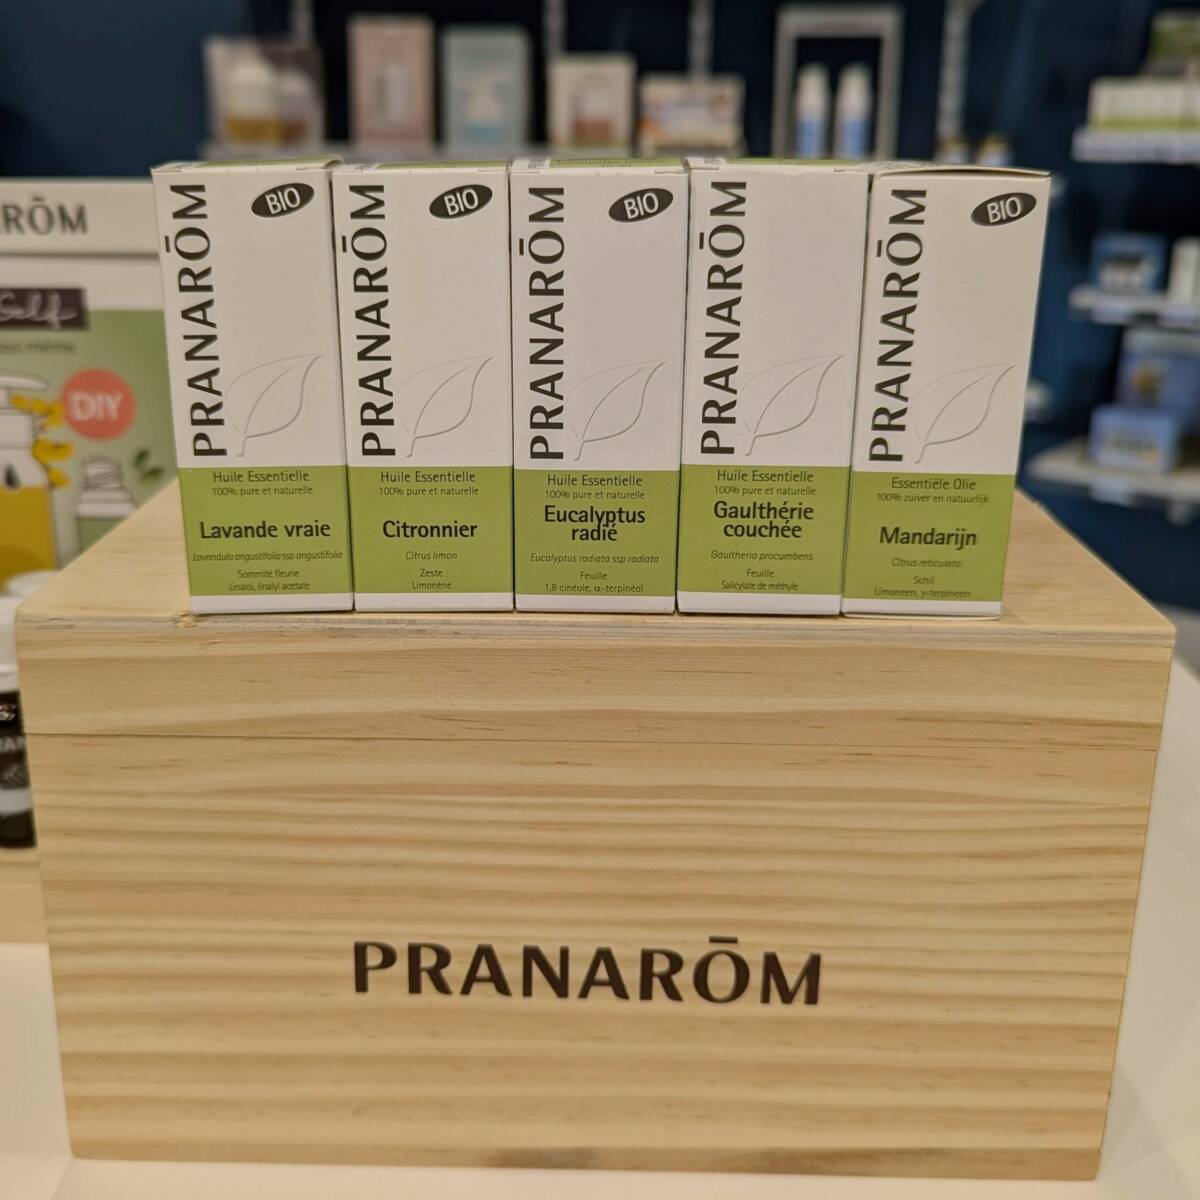 PRANARŌM
BIO
Huile Essentielle
100% pure et naturelle
Lavande vraie
Lavandula angustifolia ssp angustifolia
Sommité fleurie
Linalol, linalyl acetate
PRANARŌM
BIO
Huile Essentielle
100% pure et naturelle
Citronnier
Citrus limon
Zeste
Limonène
PRANARŌM
BIO
Huile Essentielle
100% pure et naturelle
Eucalyptus
radié
Eucalyptus radiata ssp radiata
Feuille
1,8 cinéole, α-terpinéol
PRANARŌM
Huile Essentielle
100% pure et naturelle
Gaulthérie
couchée
Gaultheria procumbens
Feuille
Salicylate de méthyle
PRANARŌM
BIO
Essentiële Olie
100% zuiver en natuurlijk
Mandarijn
Citrus reticulata
Schil
Limoneen, γ-terpineen
RŌM
Self
DIY
PRANARŌM